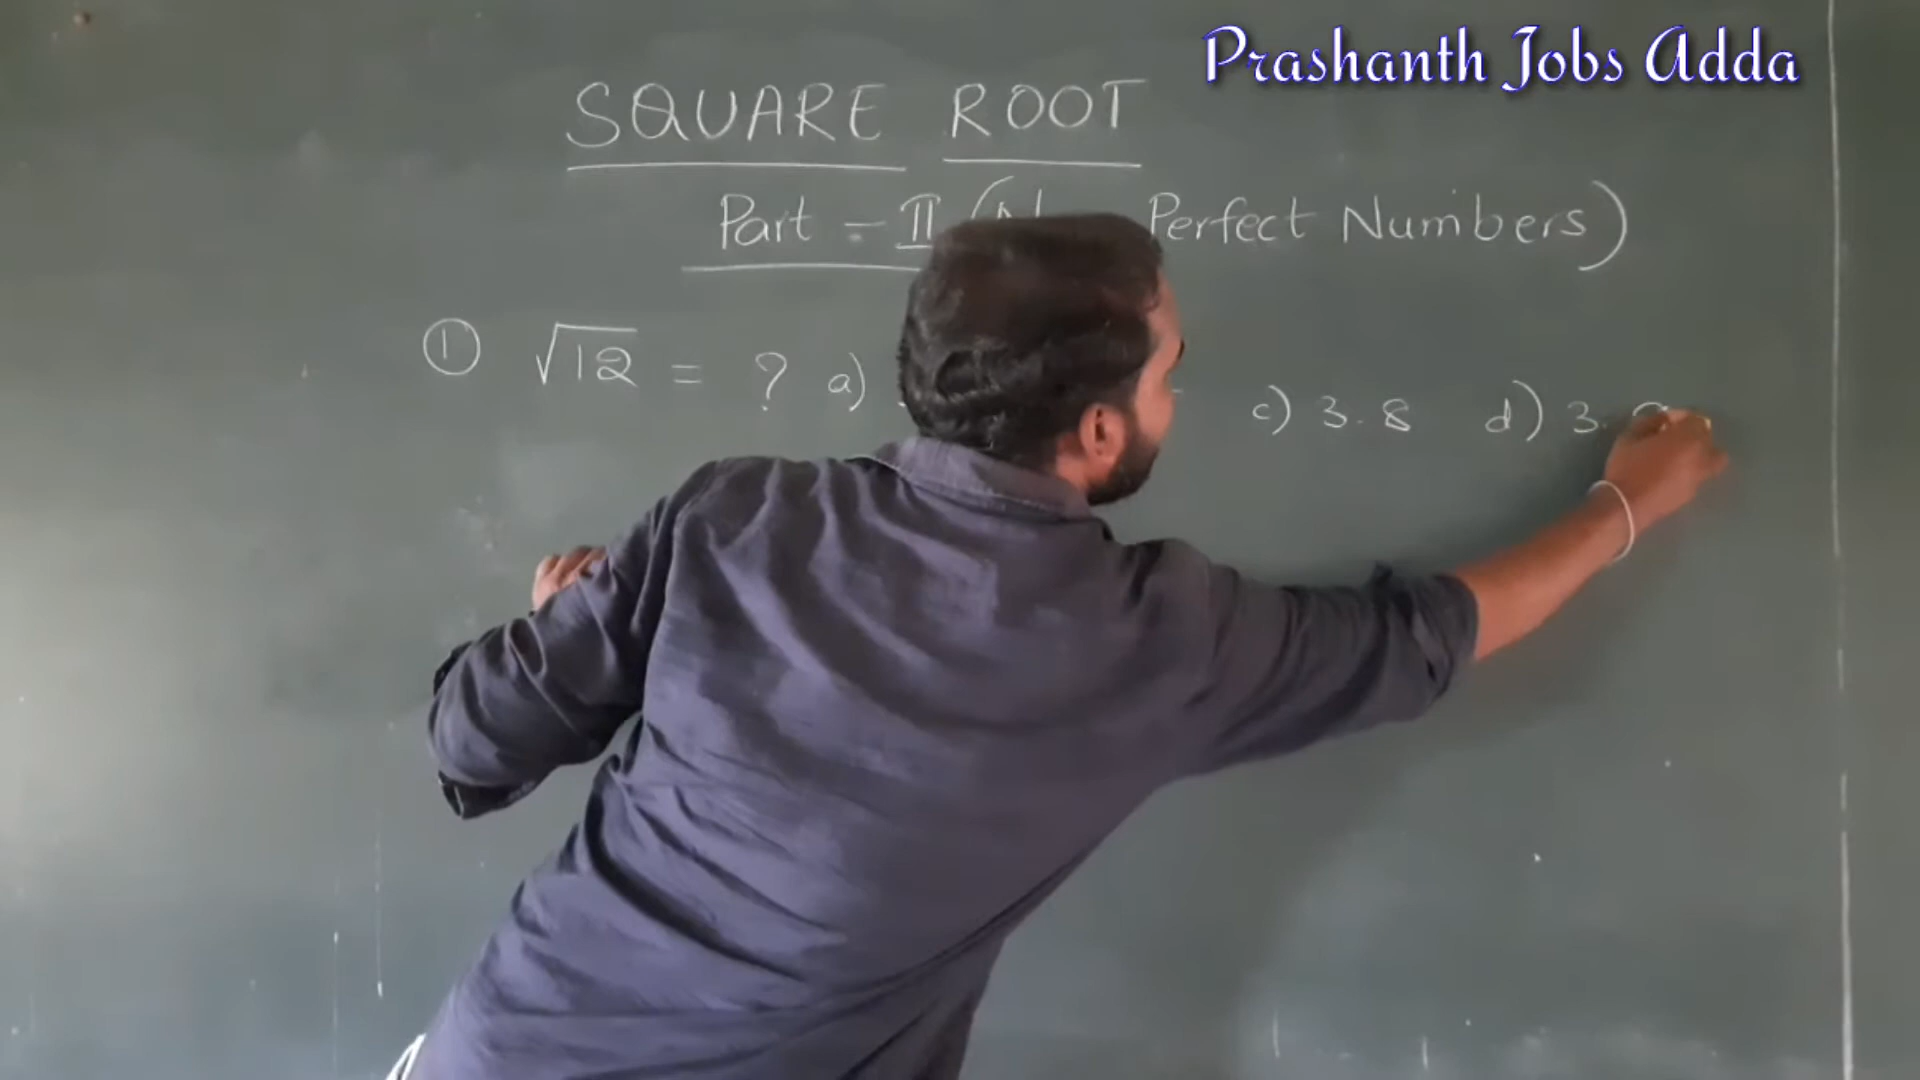 Prashanth Jobs Adda
SQUARE ROOT
Part - II ( Perfect Numbers)
① √12 = ? a) c) 3.8 d) 3.